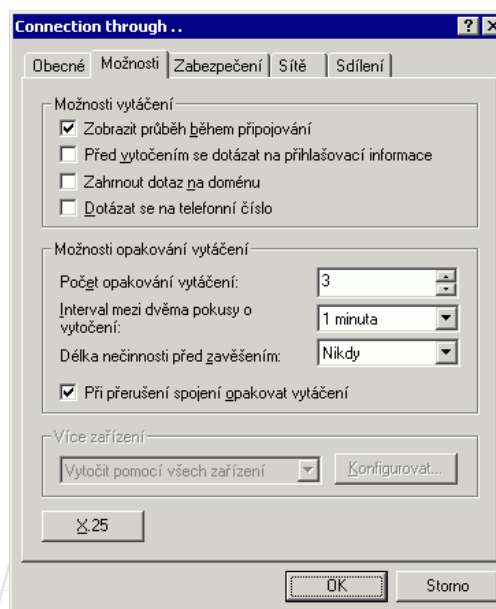 Connection through ..
Obecné Možnosti Zabezpečení Sítě Sdílení
Možnosti vytáčení
Zobrazit průběh během připojování
Před vytočením se dotázat na přihlašovací informace
Zahrnout dotaz na doménu
Dotázat se na telefonní číslo
Možnosti opakování vytáčení
Počet opakování vytáčení: 3
Interval mezi dvěma pokusy o
vytočení: 1 minuta
Délka nečinnosti před zavěšením: Nikdy
Při přerušení spojení opakovat vytáčení
Více zařízení
Vytočit pomocí všech zařízení Konfigurovat...
X.25
OK Storno